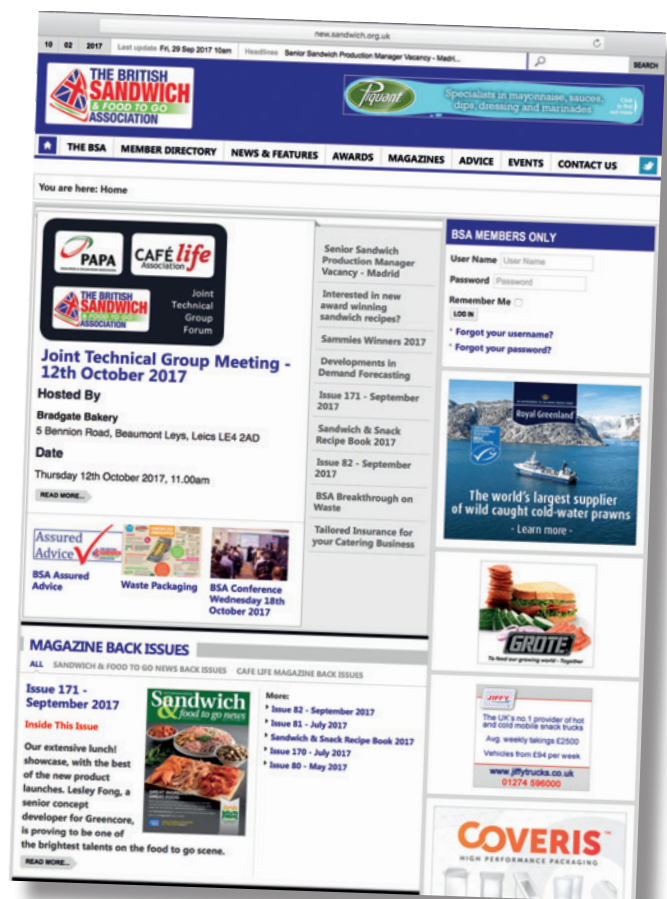 new.sandwich.org.uk
10 02 2017 Last update Fri, 29 Sep 2017 10am Headlines Senior Sandwich Production Manager Vacancy - Madri... SEARCH
THE BRITISH
SANDWICH
& FOOD TO GO
ASSOCIATION
Piquant
Specialists in mayonnaise, sauces,
dips, dressing and marinades
THE BSA MEMBER DIRECTORY NEWS & FEATURES AWARDS MAGAZINES ADVICE EVENTS CONTACT US
You are here: Home
PAPA
CAFÉ life
Association
THE BRITISH
SANDWICH
& FOOD TO GO
ASSOCIATION
Joint
Technical
Group
Forum
Joint Technical Group Meeting -
12th October 2017
Hosted By
Bradgate Bakery
5 Bennion Road, Beaumont Leys, Leics LE4 2AD
Date
Thursday 12th October 2017, 11.00am
READ MORE...
Assured
Advice
BSA Assured
Advice
Waste Packaging
BSA Conference
Wednesday 18th
October 2017
Senior Sandwich
Production Manager
Vacancy - Madrid
Interested in new
award winning
sandwich recipes?
Sammies Winners 2017
Developments in
Demand Forecasting
Issue 171 - September
2017
Sandwich & Snack
Recipe Book 2017
Issue 82 - September
2017
BSA Breakthrough on
Waste
Tailored Insurance for
your Catering Business
BSA MEMBERS ONLY
User Name User Name
Password Password
Remember Me
LOG IN
Forgot your username?
Forgot your password?
Royal Greenland
The world's largest supplier
of wild caught cold-water prawns
- Learn more -
GROTE
To feed our growing world - Together
JIFFY
The UK's no.1 provider of hot
and cold mobile snack trucks
Avg. weekly takings £2500
Vehicles from £94 per week
www.jiffytrucks.co.uk
01274 596000
COVERIS™
HIGH PERFORMANCE PACKAGING
MAGAZINE BACK ISSUES
ALL SANDWICH & FOOD TO GO NEWS BACK ISSUES CAFE LIFE MAGAZINE BACK ISSUES
Issue 171 -
September 2017
Inside This Issue
Our extensive lunch!
showcase, with the best
of the new product
launches. Lesley Fong, a
senior concept
developer for Greencore,
is proving to be one of
the brightest talents on the food to go scene.
READ MORE...
Sandwich
& food to go news
More:
Issue 82 - September 2017
Issue 81 - July 2017
Sandwich & Snack Recipe Book 2017
Issue 170 - July 2017
Issue 80 - May 2017